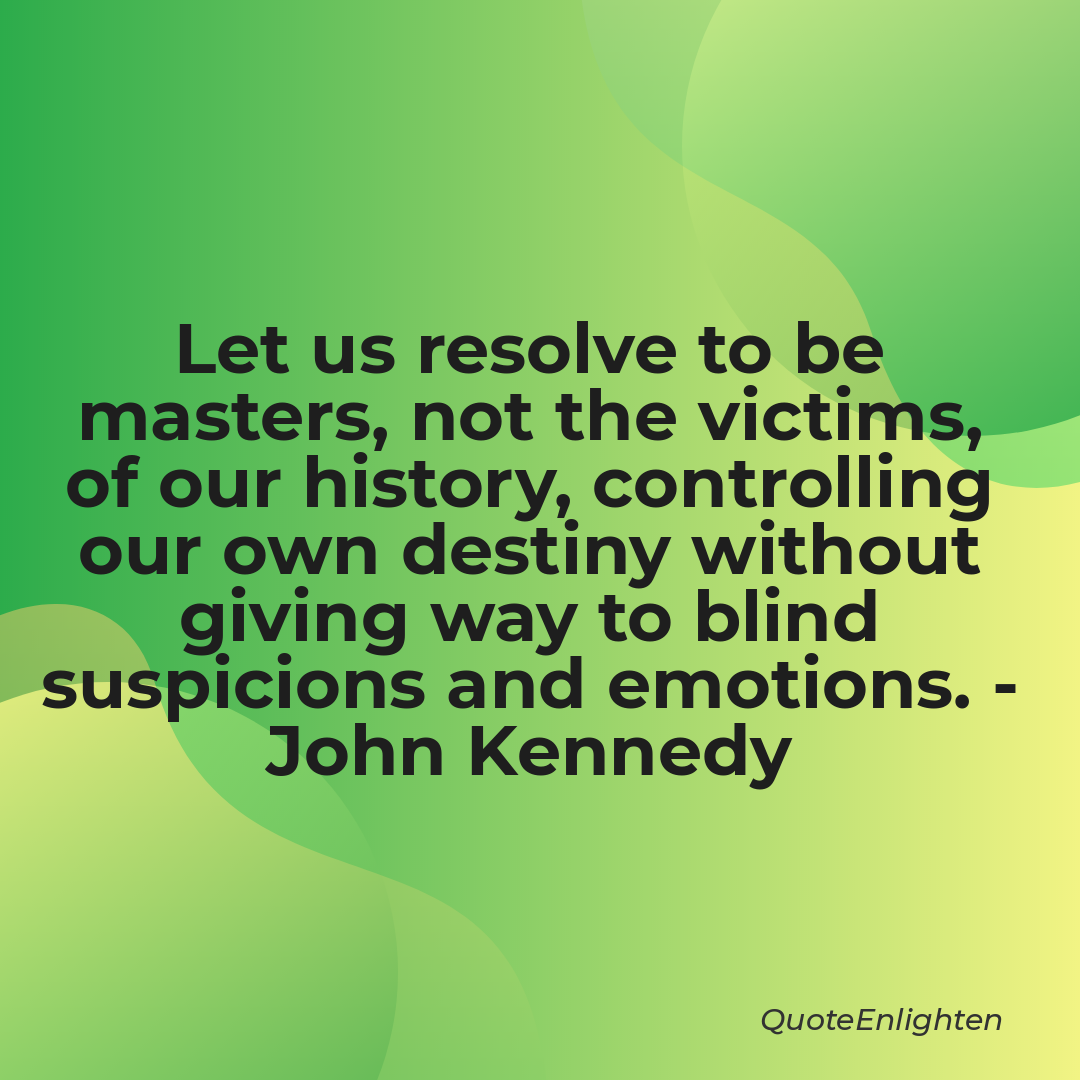 Let us resolve to be
masters, not the victims,
of our history, controlling
our own destiny without
giving way to blind
suspicions and emotions. -
John Kennedy
QuoteEnlighten